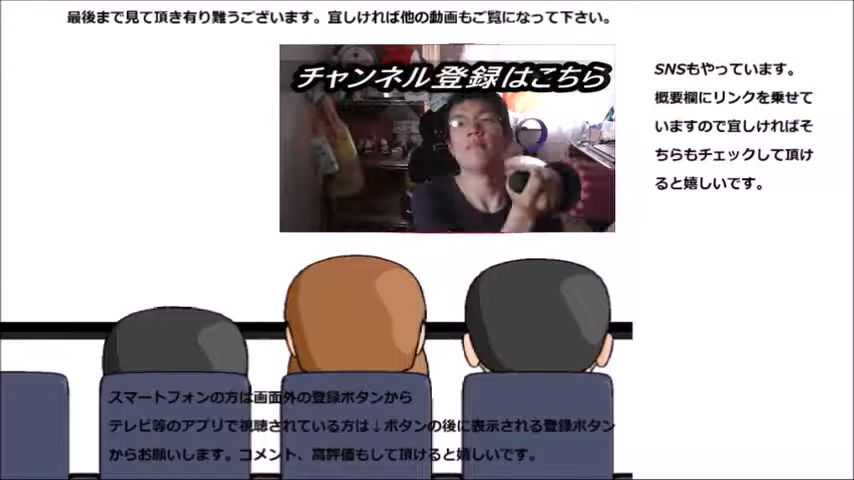 最後まで見て頂き有り難うございます。宜しければ他の動画もご覧になって下さい。
チャンネル登録はこちら
SNSもやっています。
概要欄にリンクを乗せて
いますので宜しければそ
ちらもチェックして頂け
ると嬉しいです。
スマートフォンの方は画面外の登録ボタンから
テレビ等のアプリで視聴されている方は↓ボタンの後に表示される登録ボタン
からお願いします。コメント、高評価もして頂けると嬉しいです。